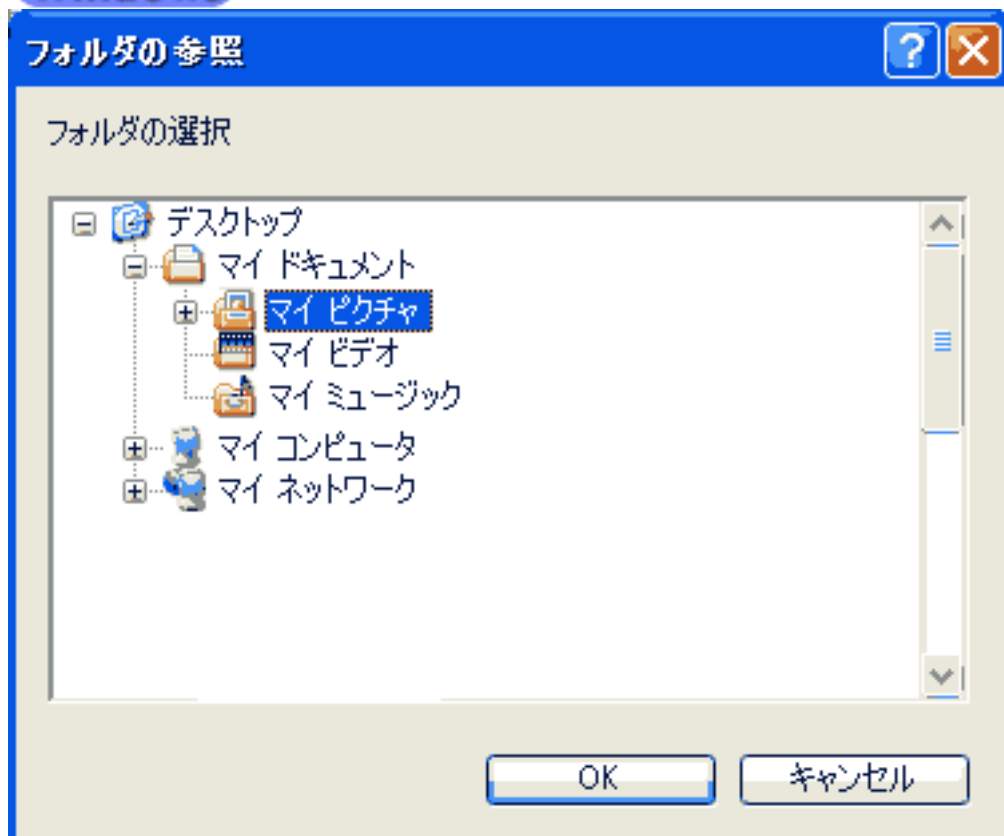 フォルダの参照
フォルダの選択
デスクトップ
マイ ドキュメント
マイ ピクチャ
マイ ビデオ
マイ ミュージック
マイ コンピュータ
マイ ネットワーク
OK キャンセル